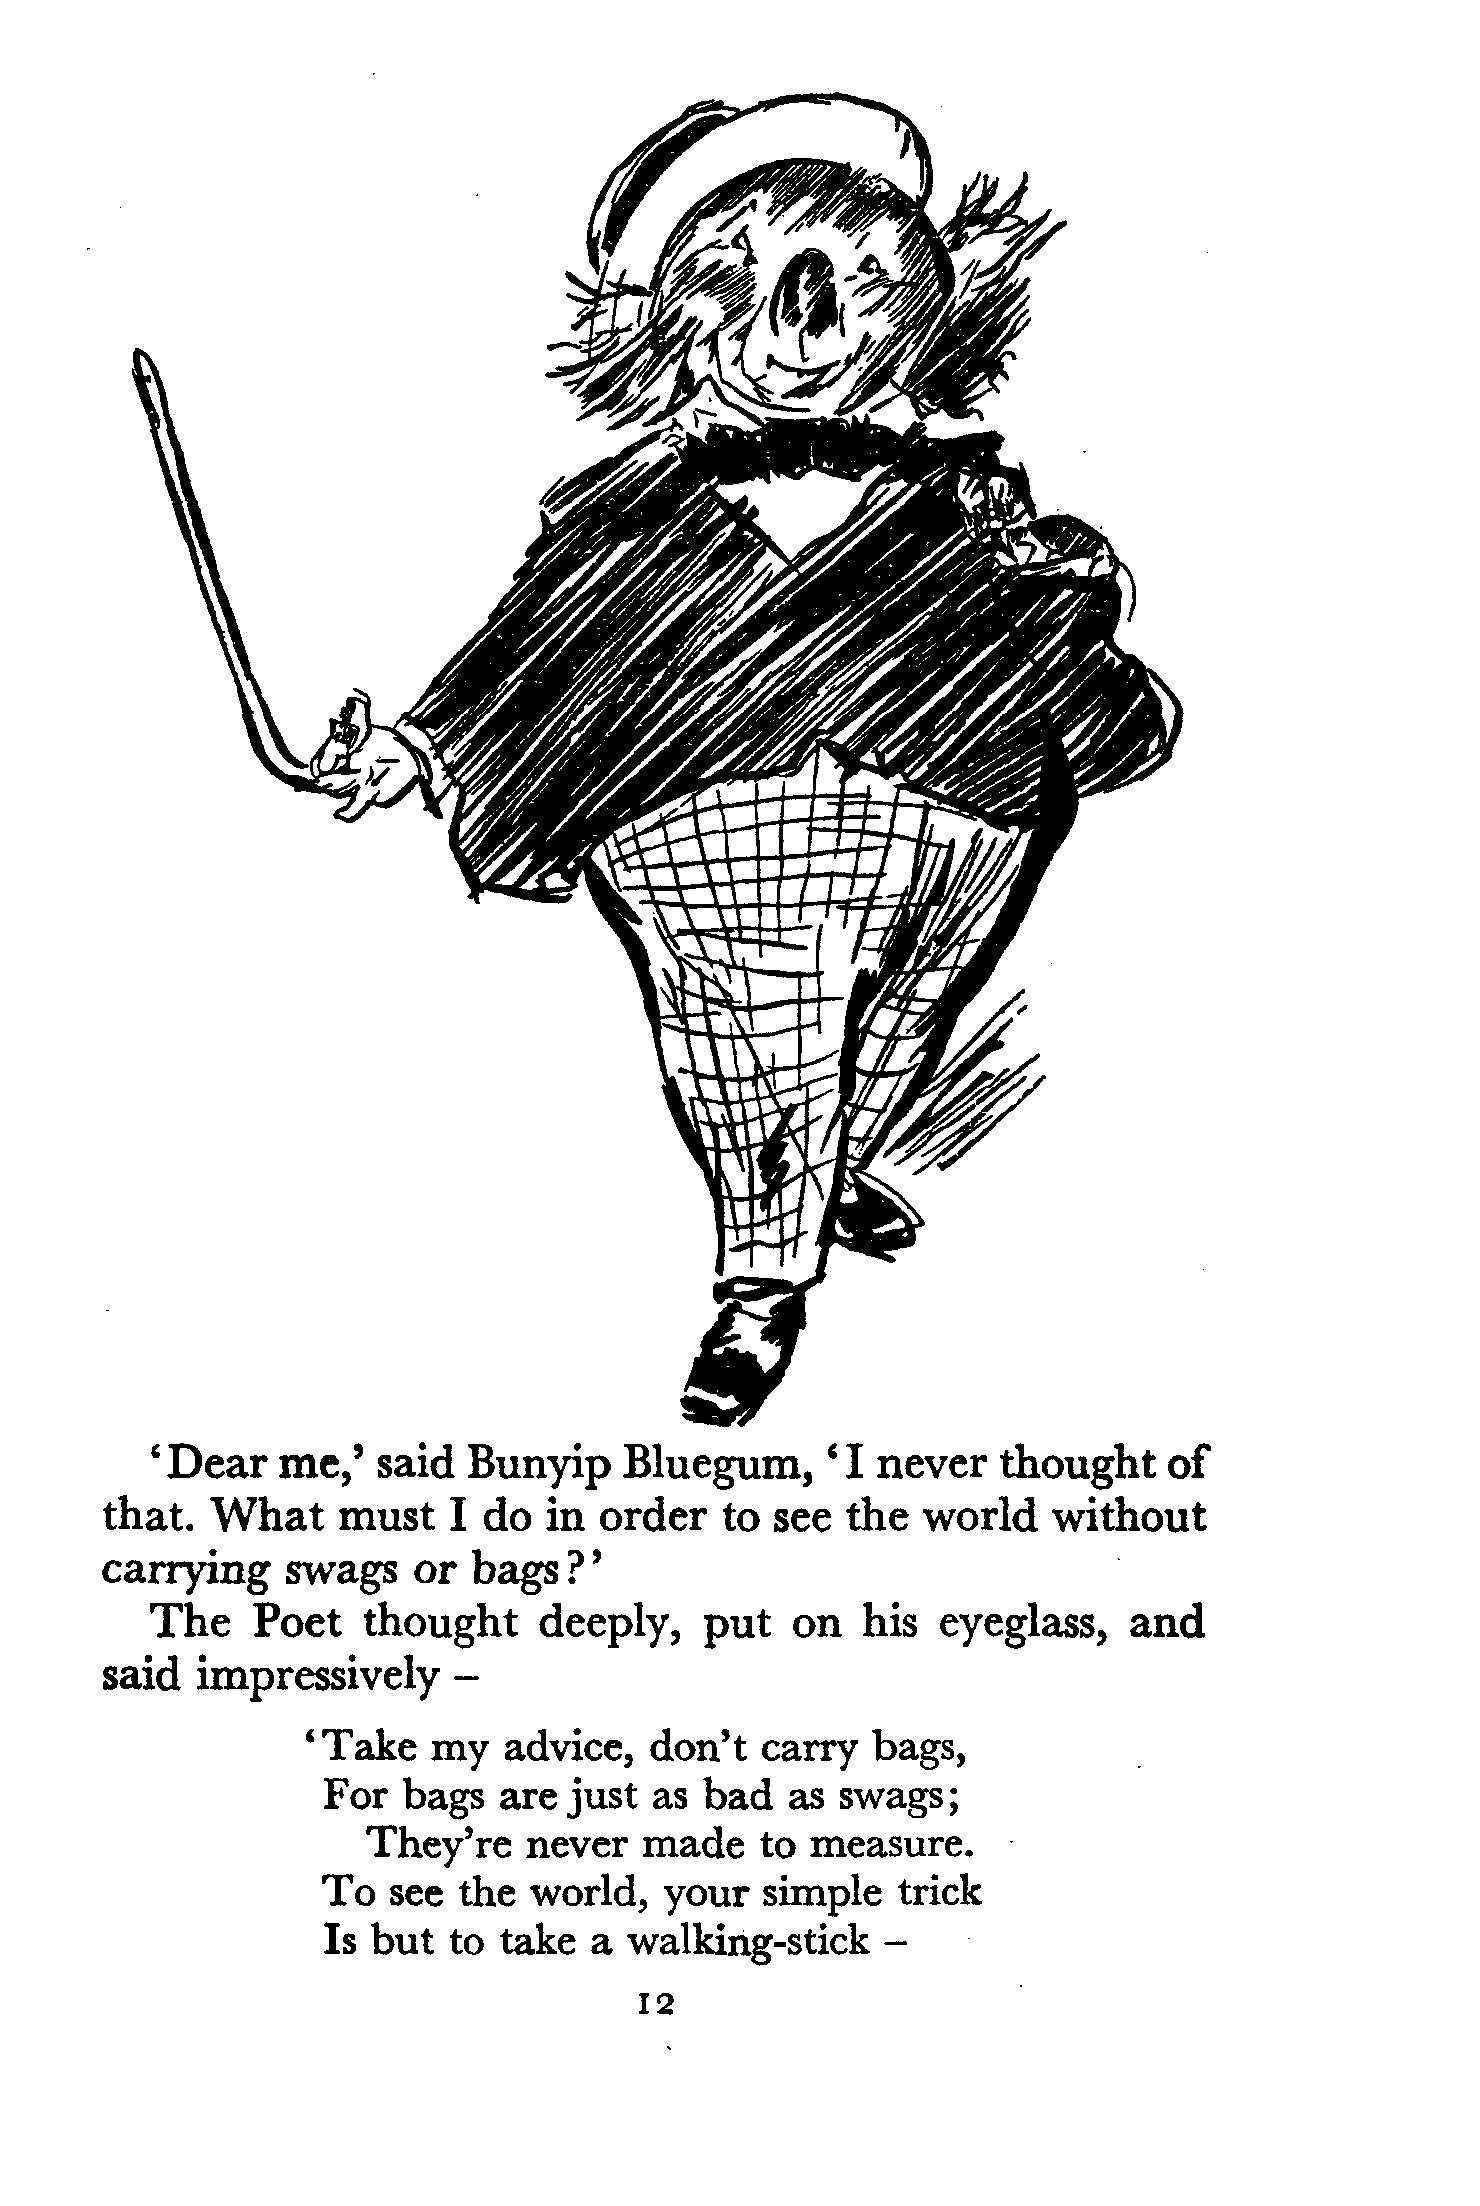 ‘Dear me,’ said Bunyip Bluegum, ‘I never thought of
that. What must I do in order to see the world without
carrying swags or bags?’
The Poet thought deeply, put on his eyeglass, and
said impressively –
‘Take my advice, don’t carry bags,
For bags are just as bad as swags;
They’re never made to measure.
To see the world, your simple trick
Is but to take a walking-stick –
12